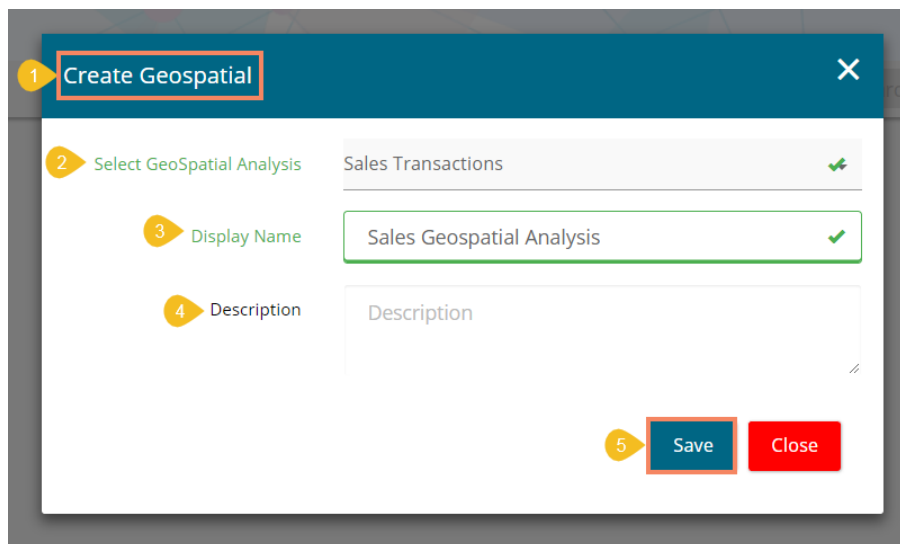 1 Create Geospatial
2 Select GeoSpatial Analysis Sales Transactions
3 Display Name Sales Geospatial Analysis
4 Description Description
5 Save Close